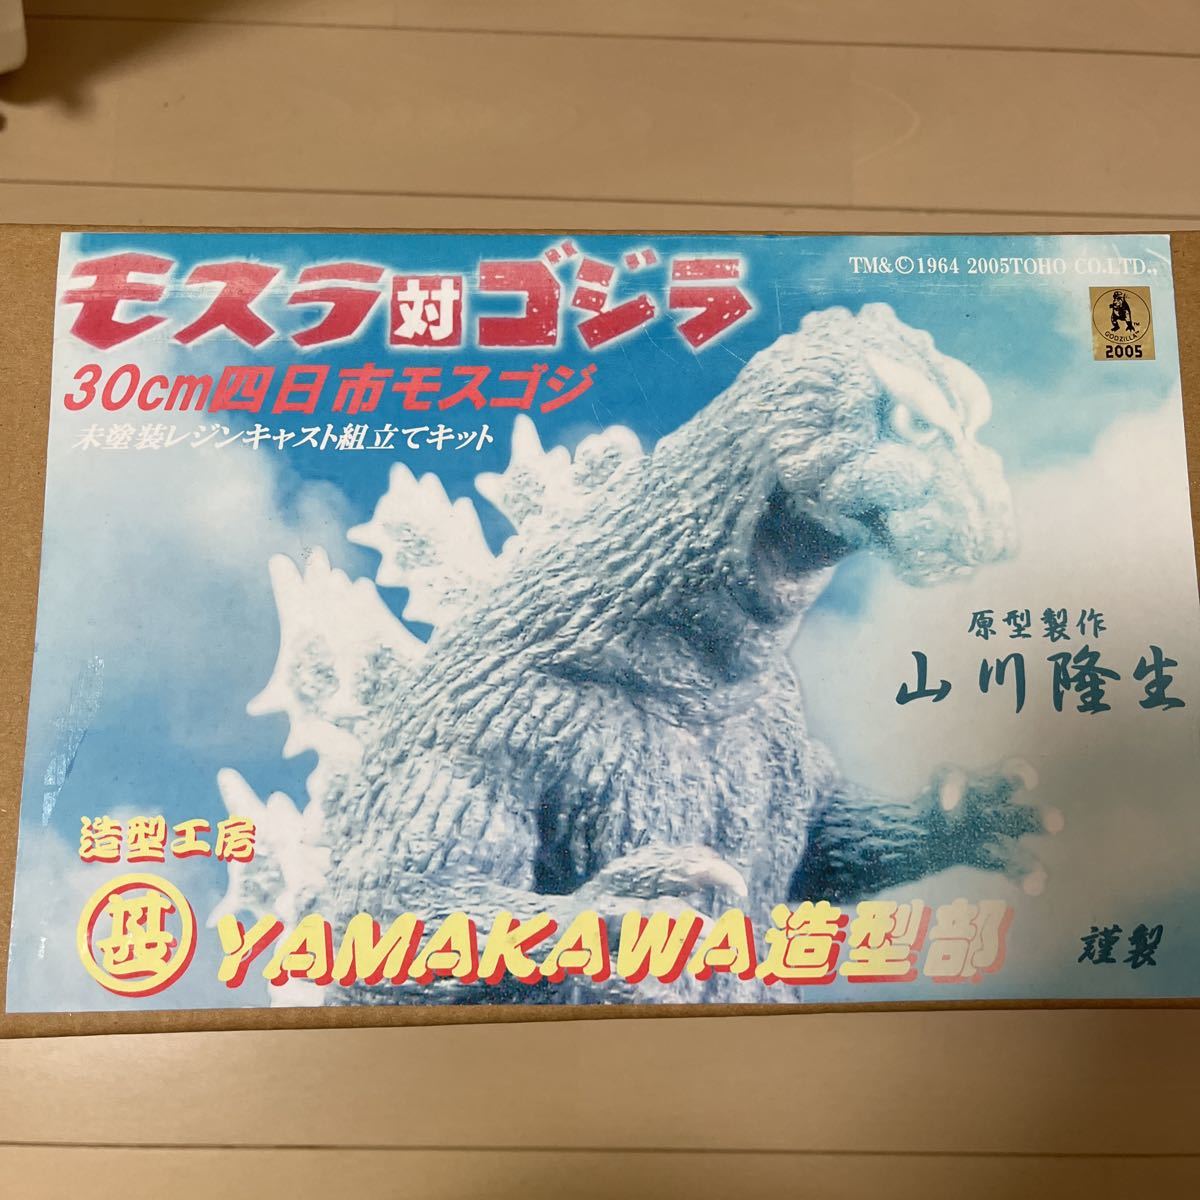 モスラ対ゴジラ
TM&©1964 2005TOHO CO.LTD.,
GODZILLA™
2005
30cm四日市モスゴジ
未塗装レジンキャスト組立てキット
原型製作
山川隆生
造型工房
YAMAKAWA造型部
謹製